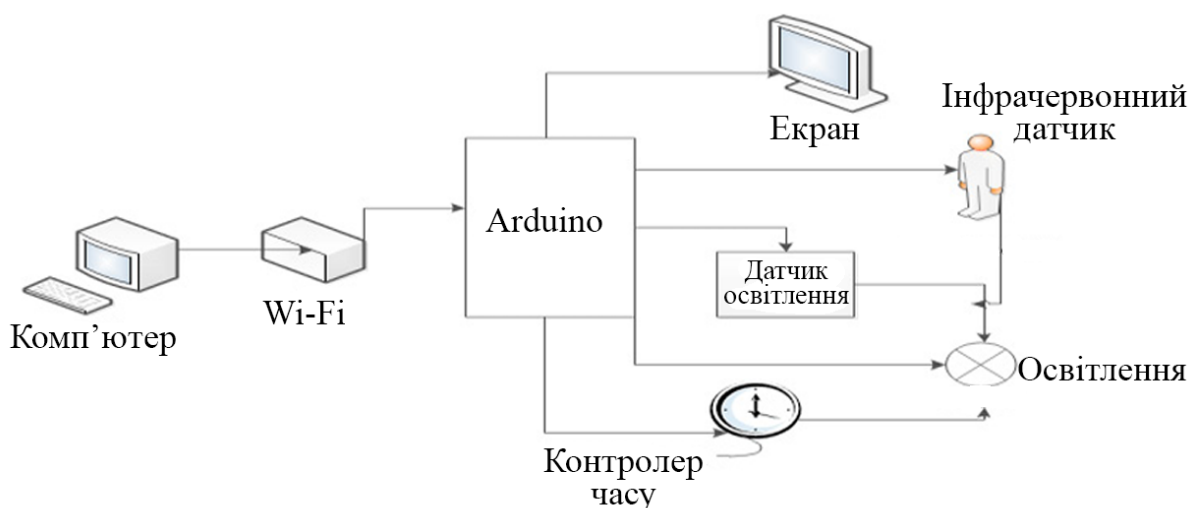 Екран
Інфрачервонний
датчик
Arduino
Датчик
освітлення
Wi-Fi
Комп’ютер
Освітлення
Контролер
часу